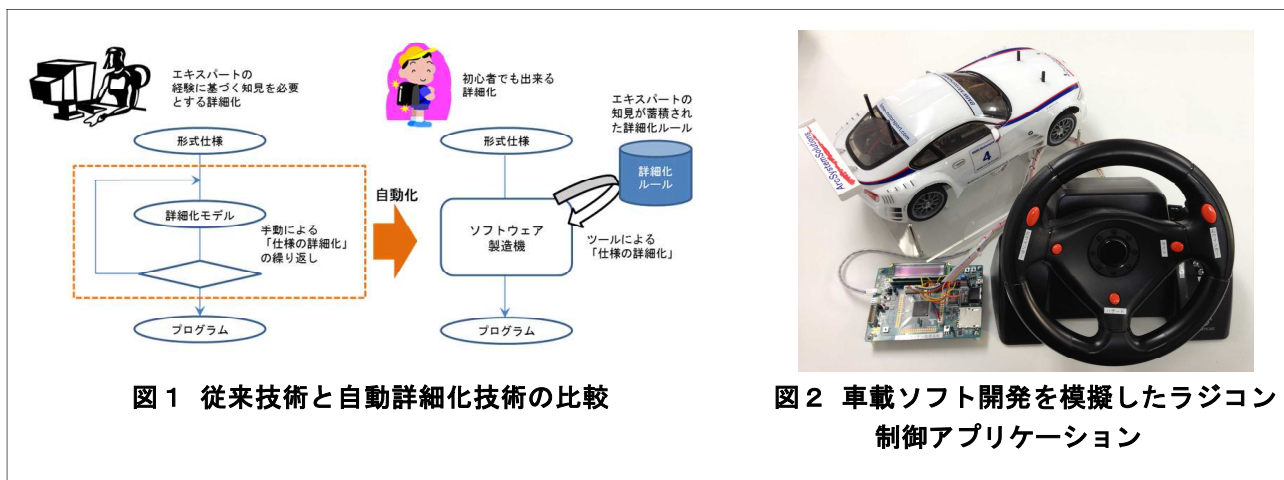 エキスパートの
経験に基づく知見を必要
とする詳細化
形式仕様
詳細化モデル
手動による
「仕様の詳細化」
の繰り返し
プログラム
自動化
初心者でも出来る
詳細化
形式仕様
エキスパートの
知見が蓄積され
た詳細化ルール
詳細化
ルール
ソフトウェア
製造機
ツールによる
「仕様の詳細化」
プログラム
図1 従来技術と自動詳細化技術の比較
ArcSystemSolutions
4
図2 車載ソフト開発を模擬したラジコン
制御アプリケーション